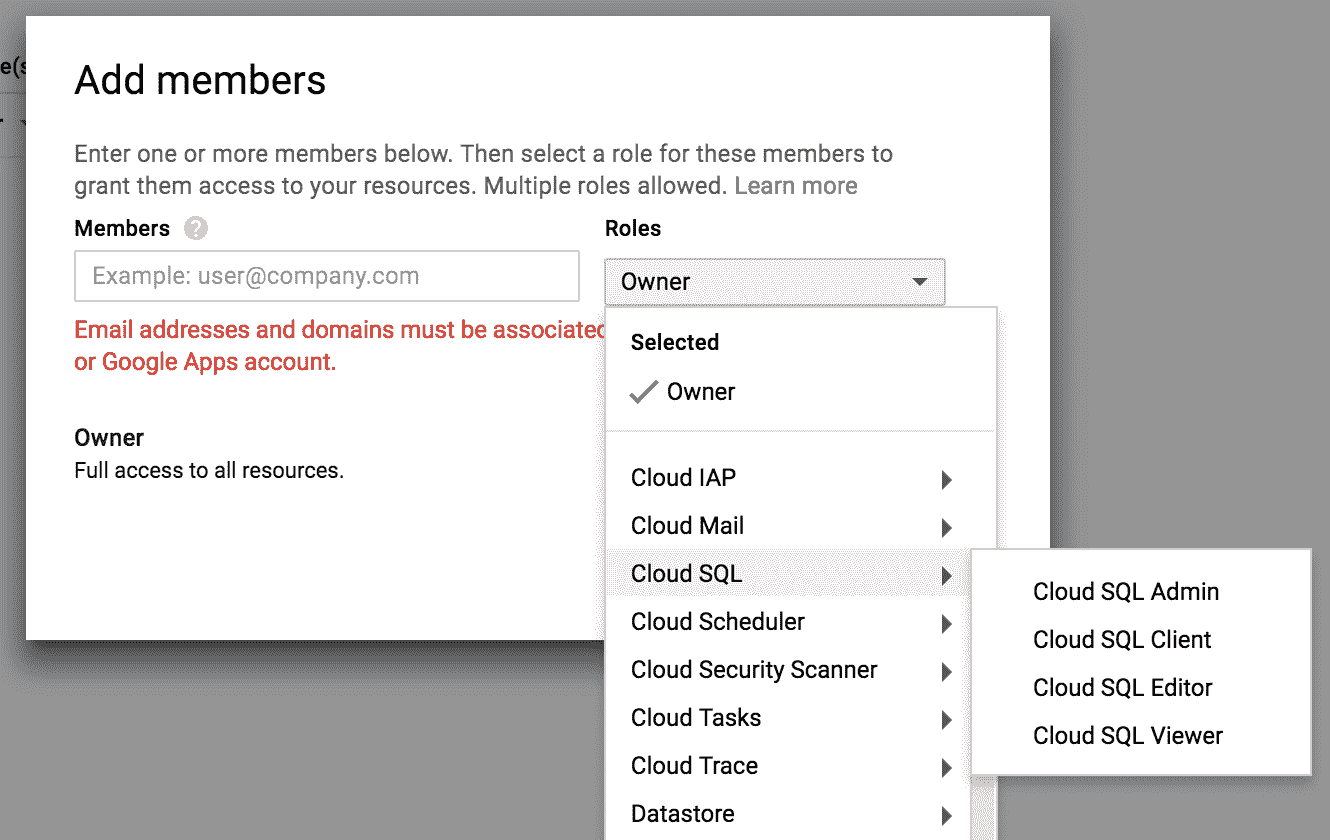 e(s
Add members
Enter one or more members below. Then select a role for these members to
grant them access to your resources. Multiple roles allowed. Learn more
Members ?
Roles
Example: user@company.com
Owner
Email addresses and domains must be associated
or Google Apps account.
Selected
Owner
Owner
Full access to all resources.
Cloud IAP
Cloud Mail
Cloud SQL
Cloud Scheduler
Cloud Security Scanner
Cloud Tasks
Cloud Trace
Datastore
Cloud SQL Admin
Cloud SQL Client
Cloud SQL Editor
Cloud SQL Viewer